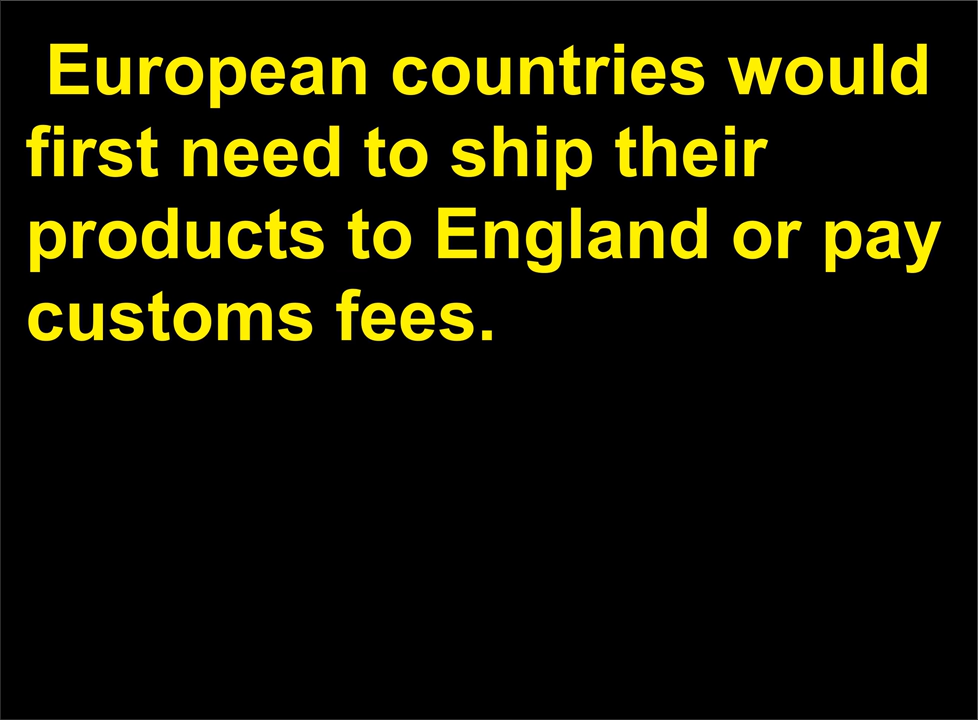 European countries would
first need to ship their
products to England or pay
customs fees.